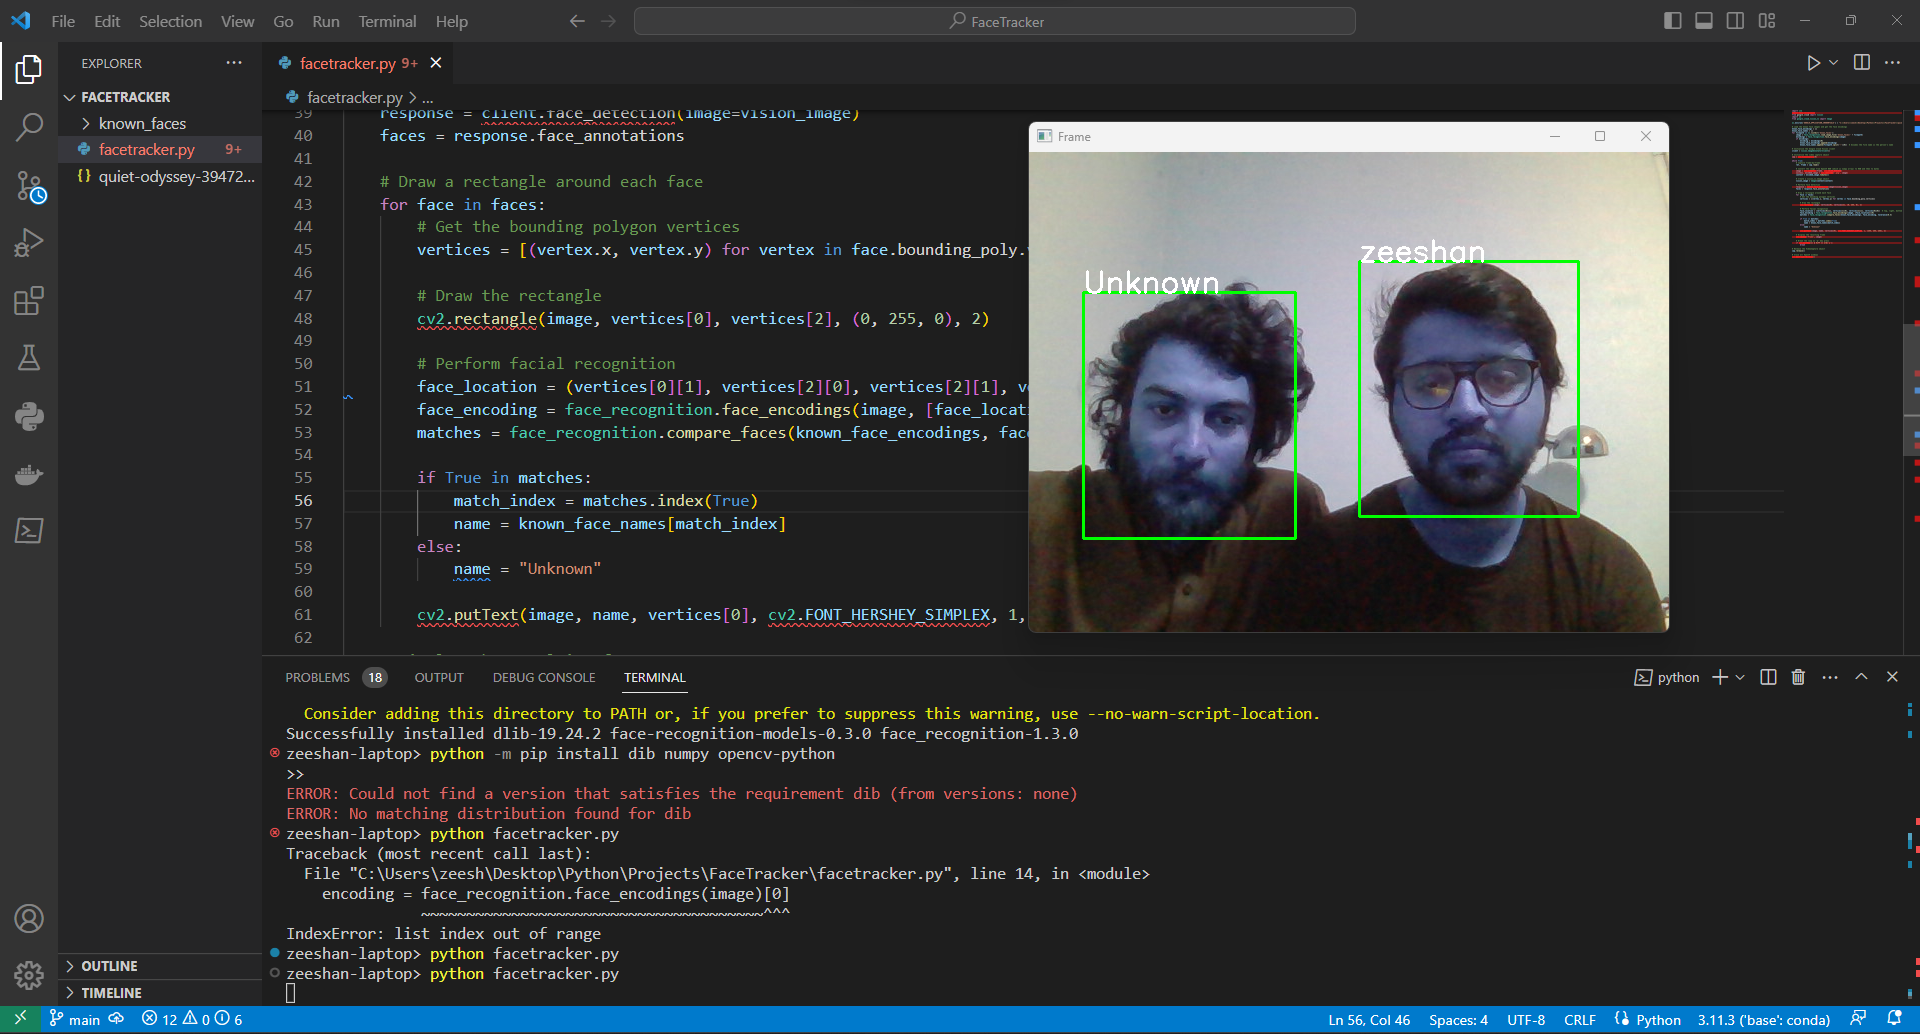 File Edit Selection View Go Run Terminal Help
FaceTracker
EXPLORER
FACETRACKER
known_faces
facetracker.py 9+
quiet-odyssey-39472...
facetracker.py 9+
facetracker.py > ...
39 response = client.face_detection(image=vision_image)
40 faces = response.face_annotations
41
42 # Draw a rectangle around each face
43 for face in faces:
44 # Get the bounding polygon vertices
45 vertices = [(vertex.x, vertex.y) for vertex in face.bounding_poly.
46
47 # Draw the rectangle
48 cv2.rectangle(image, vertices[0], vertices[2], (0, 255, 0), 2)
49
50 # Perform facial recognition
51 face_location = (vertices[0][1], vertices[2][0], vertices[2][1], v
52 face_encoding = face_recognition.face_encodings(image, [face_locati
53 matches = face_recognition.compare_faces(known_face_encodings, fac
54
55 if True in matches:
56 match_index = matches.index(True)
57 name = known_face_names[match_index]
58 else:
59 name = "Unknown"
60
61 cv2.putText(image, name, vertices[0], cv2.FONT_HERSHEY_SIMPLEX, 1,
62
Frame
Unknown
zeeshan
PROBLEMS 18 OUTPUT DEBUG CONSOLE TERMINAL
python
Consider adding this directory to PATH or, if you prefer to suppress this warning, use --no-warn-script-location.
Successfully installed dlib-19.24.2 face-recognition-models-0.3.0 face_recognition-1.3.0
zeeshan-laptop> python -m pip install dib numpy opencv-python
>>
ERROR: Could not find a version that satisfies the requirement dib (from versions: none)
ERROR: No matching distribution found for dib
zeeshan-laptop> python facetracker.py
Traceback (most recent call last):
File "C:\Users\zeesh\Desktop\Python\Projects\FaceTracker\facetracker.py", line 14, in <module>
encoding = face_recognition.face_encodings(image)[0]
~~~~~~~~~~~~~~~~~~~~~~~~~~~~~~~~~~~~~^^^
IndexError: list index out of range
zeeshan-laptop> python facetracker.py
zeeshan-laptop> python facetracker.py
OUTLINE
TIMELINE
main 12 0 6
Ln 56, Col 46 Spaces: 4 UTF-8 CRLF Python 3.11.3 ('base': conda)